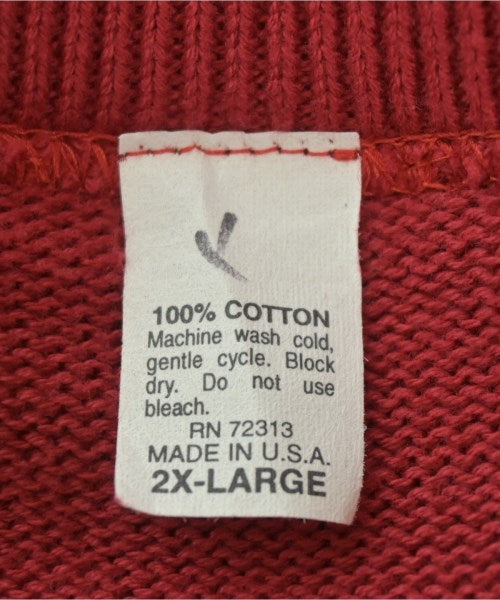 100% COTTON
Machine wash cold,
gentle cycle. Block
dry. Do not use
bleach.
RN 72313
MADE IN U.S.A.
2X-LARGE